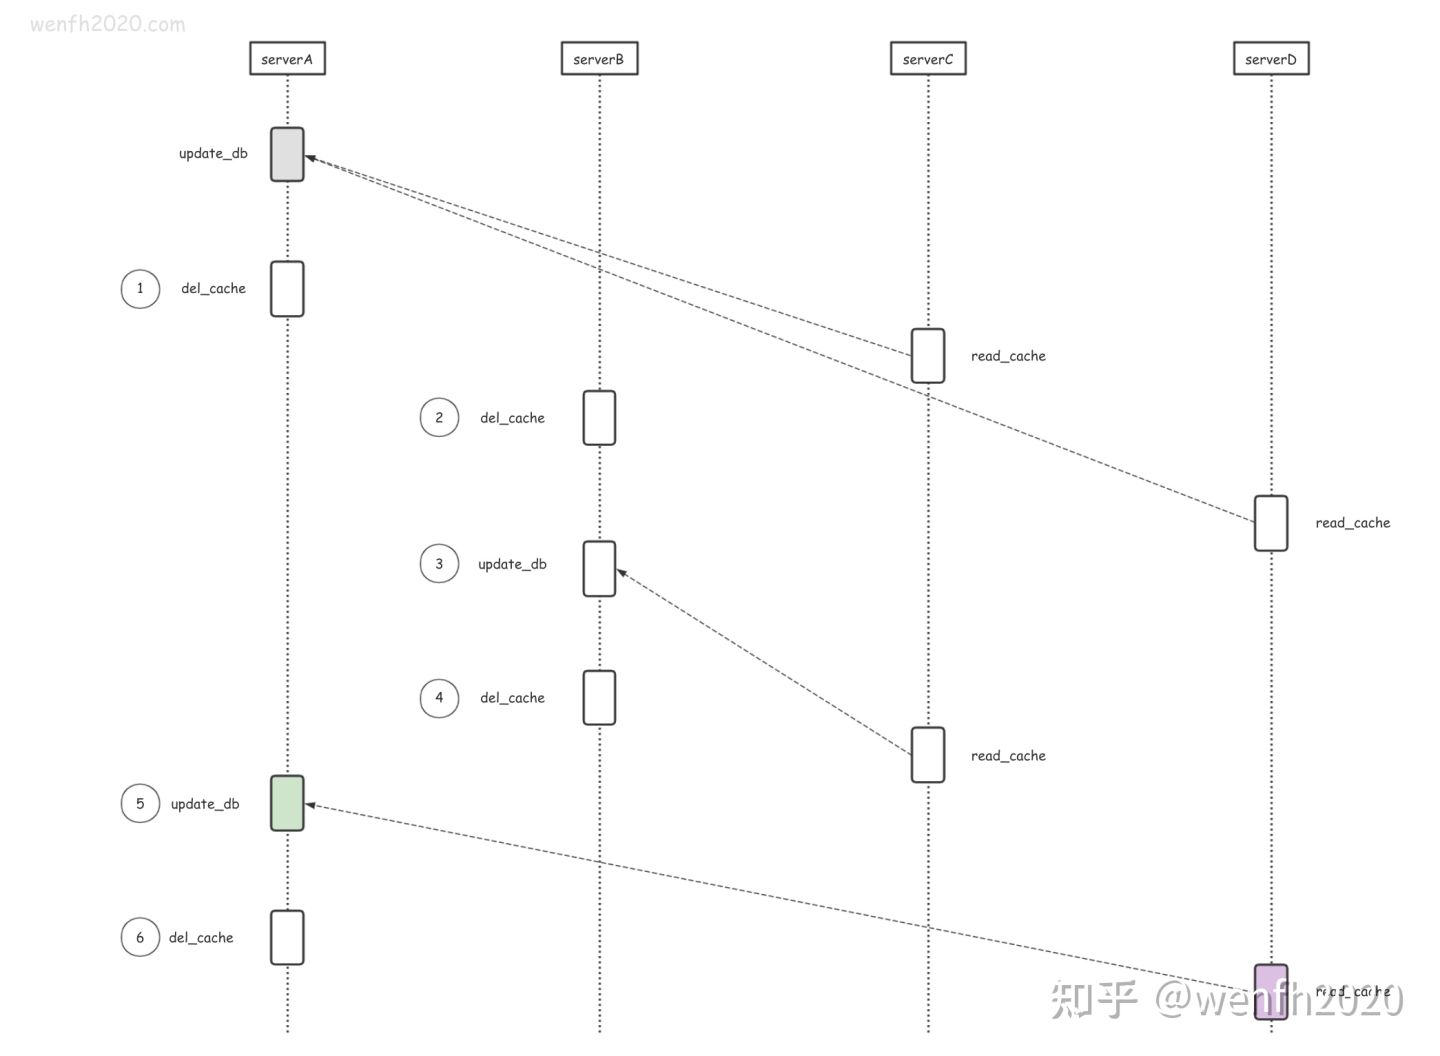 wenfh2020.com
serverA
serverB
serverC
serverD
update_db
1
del_cache
read_cache
2
del_cache
read_cache
3
update_db
4
del_cache
read_cache
5
update_db
6
del_cache
read_cache
知乎 @wenfh2020